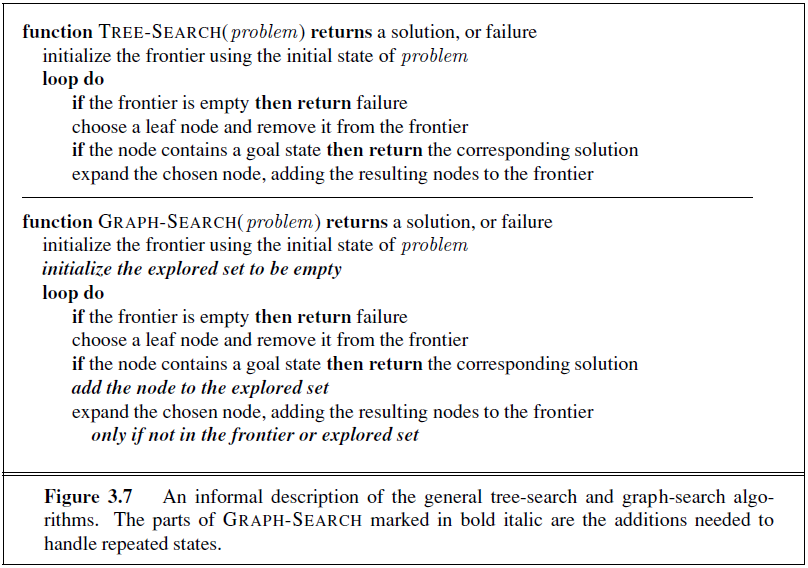 function TREE-SEARCH(problem) returns a solution, or failure
initialize the frontier using the initial state of problem
loop do
if the frontier is empty then return failure
choose a leaf node and remove it from the frontier
if the node contains a goal state then return the corresponding solution
expand the chosen node, adding the resulting nodes to the frontier
function GRAPH-SEARCH(problem) returns a solution, or failure
initialize the frontier using the initial state of problem
initialize the explored set to be empty
loop do
if the frontier is empty then return failure
choose a leaf node and remove it from the frontier
if the node contains a goal state then return the corresponding solution
add the node to the explored set
expand the chosen node, adding the resulting nodes to the frontier
only if not in the frontier or explored set
Figure 3.7 An informal description of the general tree-search and graph-search algo-
rithms. The parts of GRAPH-SEARCH marked in bold italic are the additions needed to
handle repeated states.